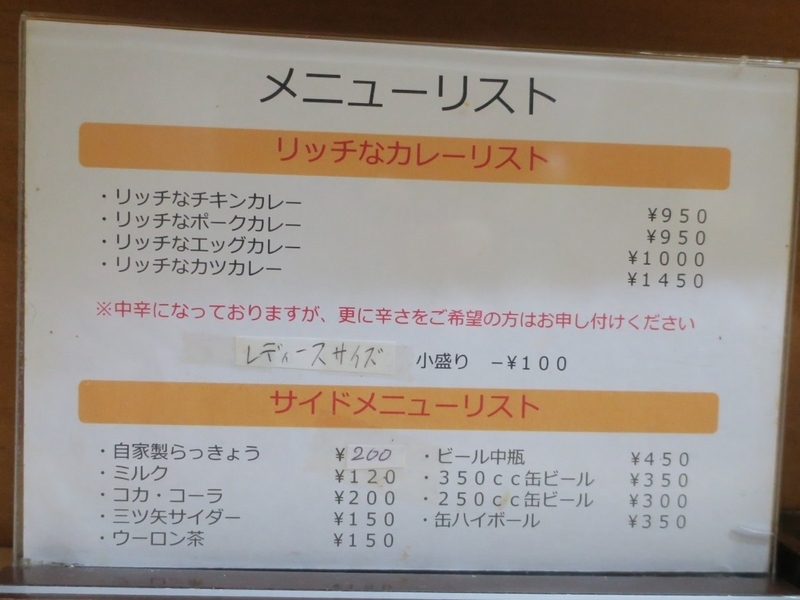 メニューリスト
リッチなカレーリスト
・リッチなチキンカレー ¥950
・リッチなポークカレー ¥950
・リッチなエッグカレー ¥1000
・リッチなカツカレー ¥1450
※中辛になっておりますが、更に辛さをご希望の方はお申し付けください
レディースサイズ 小盛り －¥100
サイドメニューリスト
・自家製らっきょう ¥200
・ミルク ¥120
・コカ・コーラ ¥200
・三ツ矢サイダー ¥150
・ウーロン茶 ¥150
・ビール中瓶 ¥450
・350cc缶ビール ¥350
・250cc缶ビール ¥300
・缶ハイボール ¥350